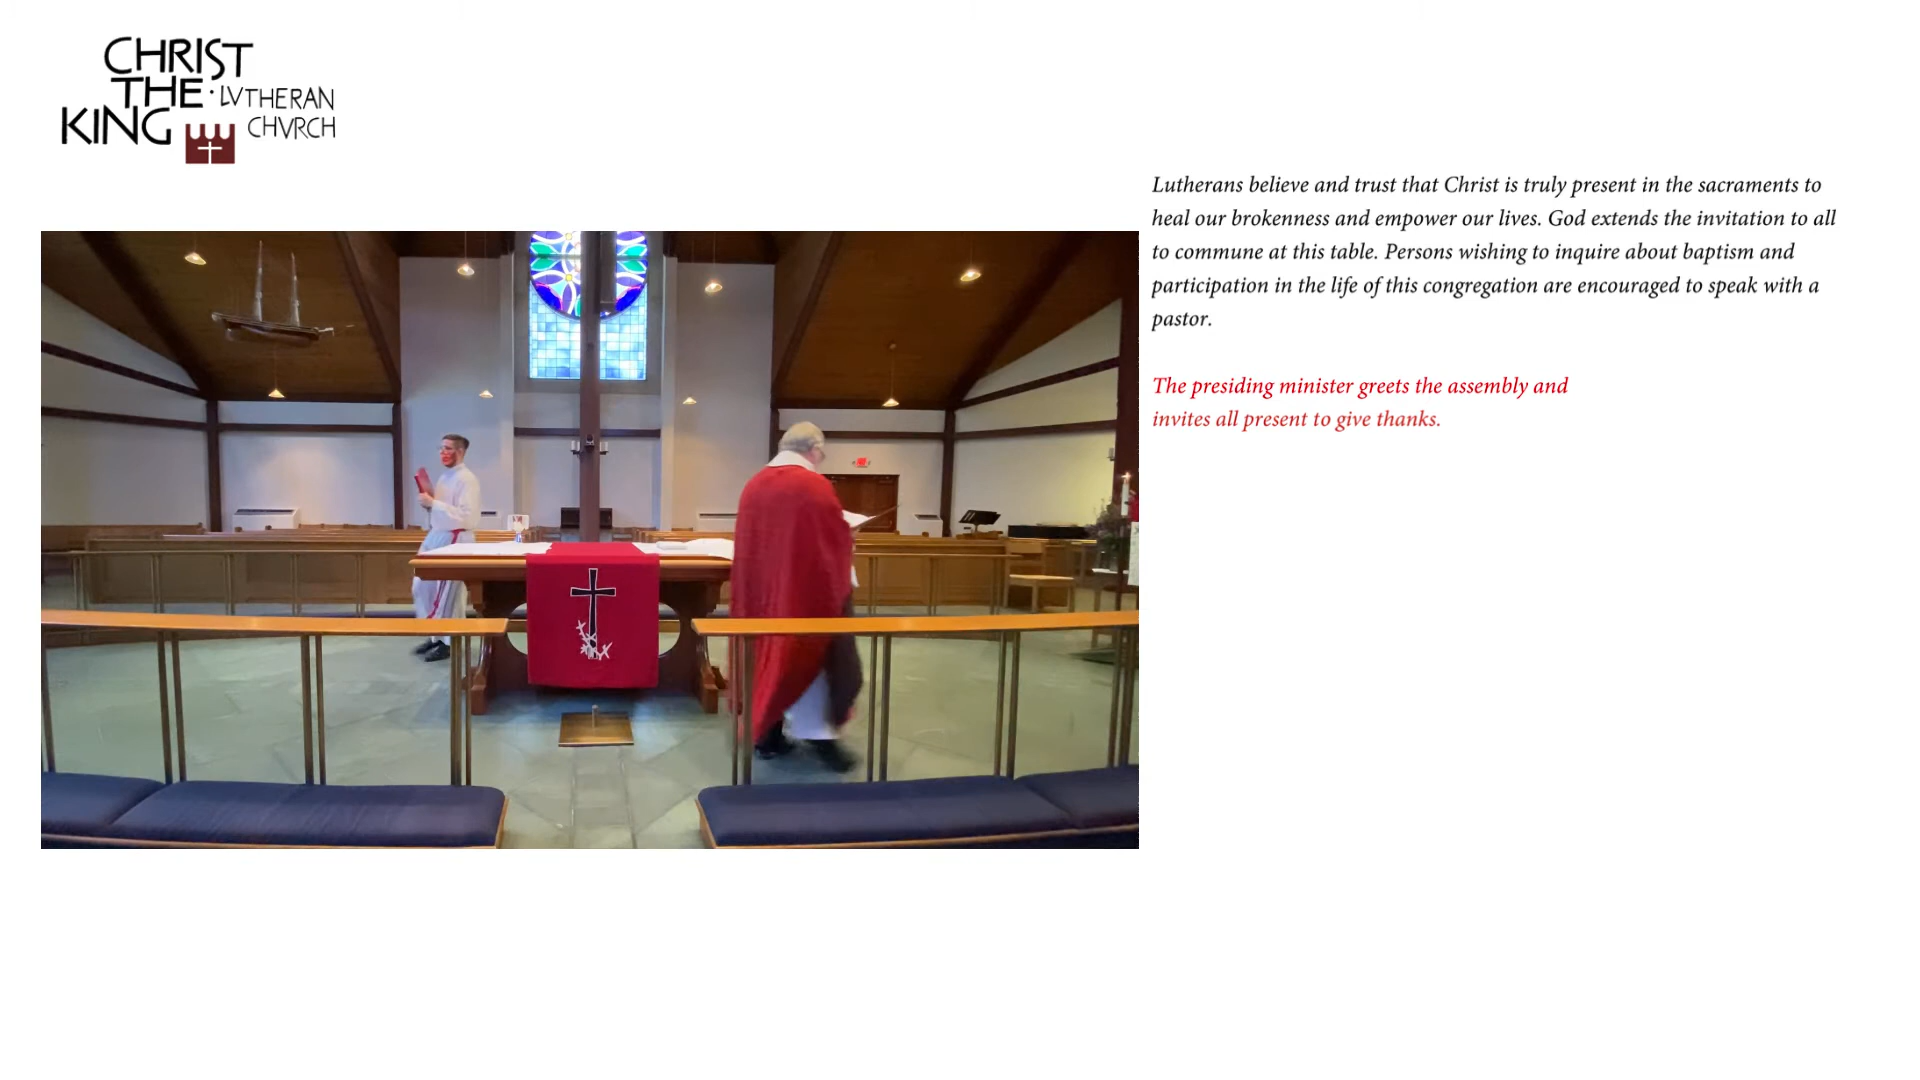 CHRIST
THE · LVTHERAN
KING CHVRCH
Lutherans believe and trust that Christ is truly present in the sacraments to
heal our brokenness and empower our lives. God extends the invitation to all
to commune at this table. Persons wishing to inquire about baptism and
participation in the life of this congregation are encouraged to speak with a
pastor.
The presiding minister greets the assembly and
invites all present to give thanks.